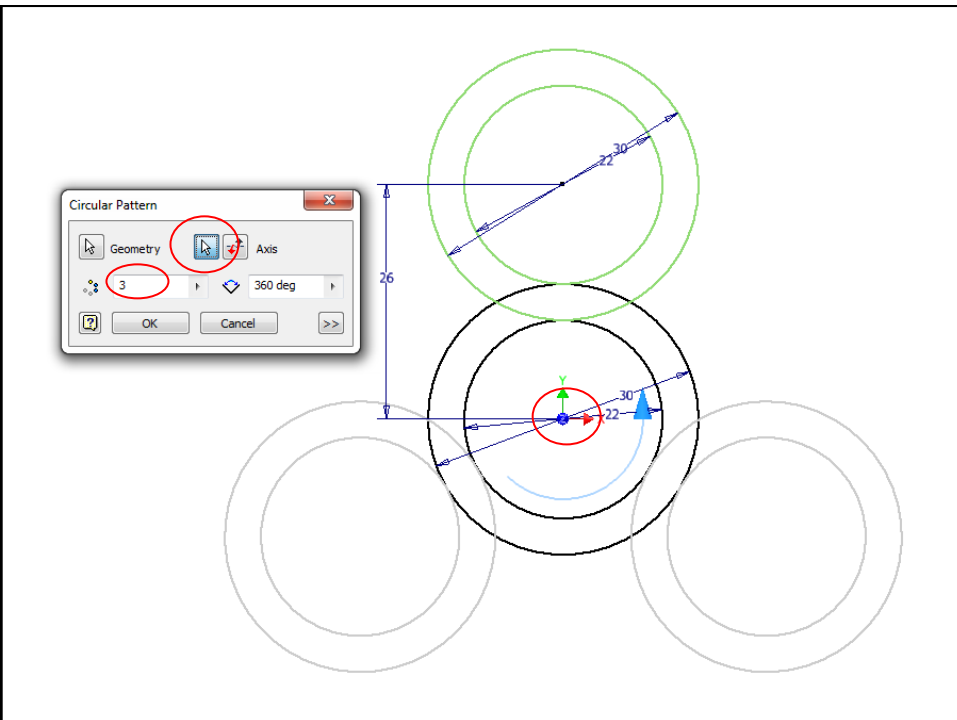 30
22
Circular Pattern
Geometry
Axis
26
3
360 deg
OK
Cancel
>>
Y
30
22
X
Z